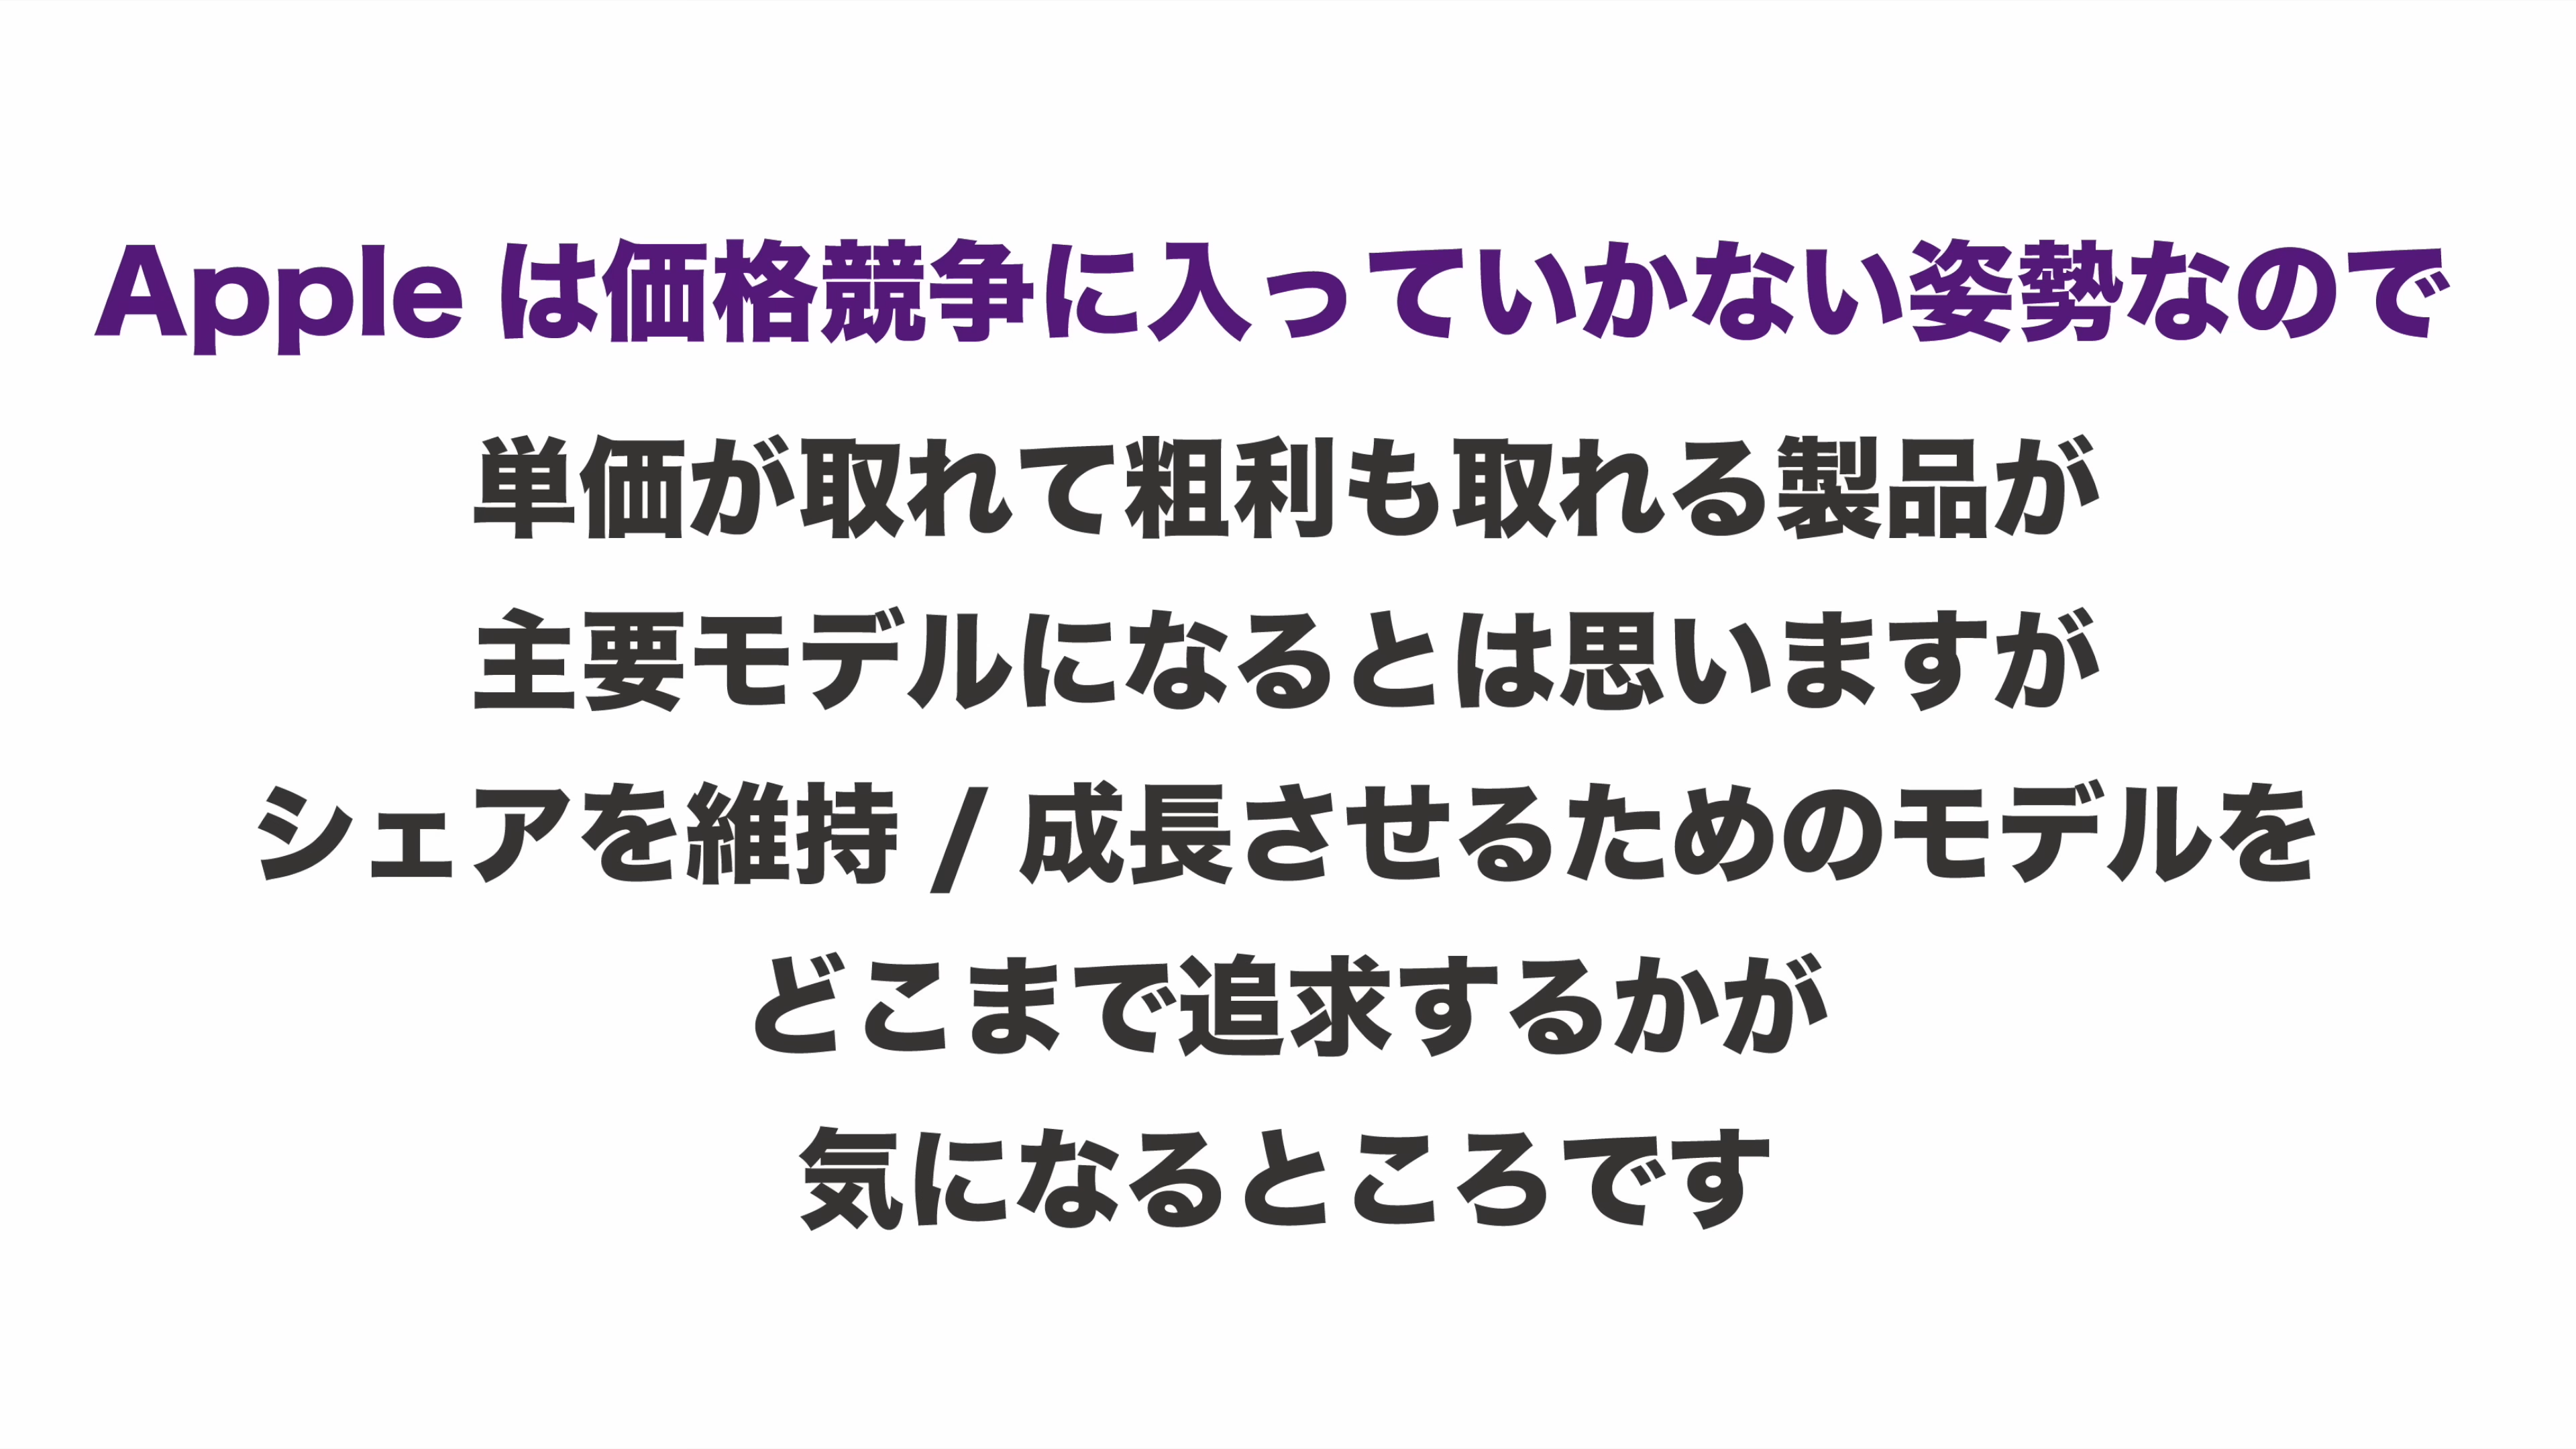 Apple は価格競争に入っていかない姿勢なので
単価が取れて粗利も取れる製品が
主要モデルになるとは思いますが
シェアを維持 / 成長させるためのモデルを
どこまで追求するかが
気になるところです